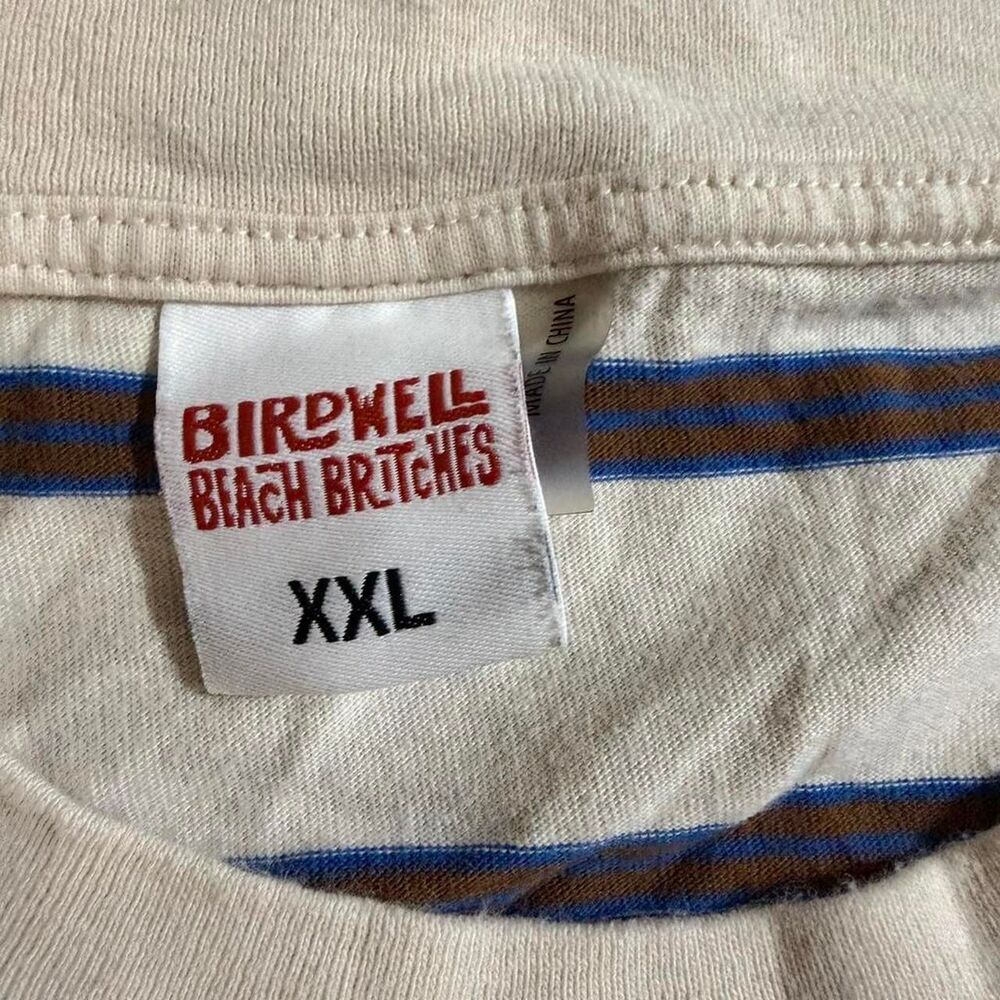 BIRDWELL
BEACH BRITCHES
XXL
MADE IN CHINA